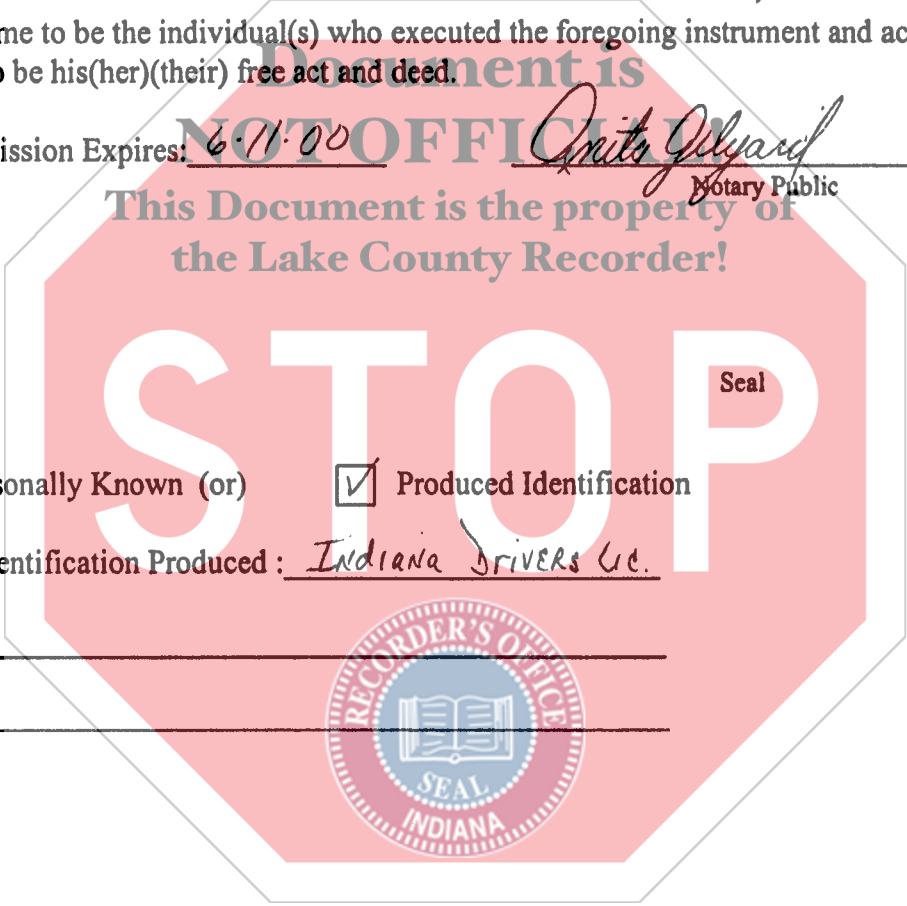 me to be the individual(s) who executed the foregoing instrument and ac
o be his(her)(their) free act and deed.
Document is
ission Expires: 6·11·00 Anita Gilyard
NOT OFFICIAL!
Notary Public
This Document is the property of
the Lake County Recorder!
STOP
Seal
sonally Known (or) ☑ Produced Identification
entification Produced : Indiana Drivers Lic.
RECORDER'S OFFICE
SEAL
INDIANA